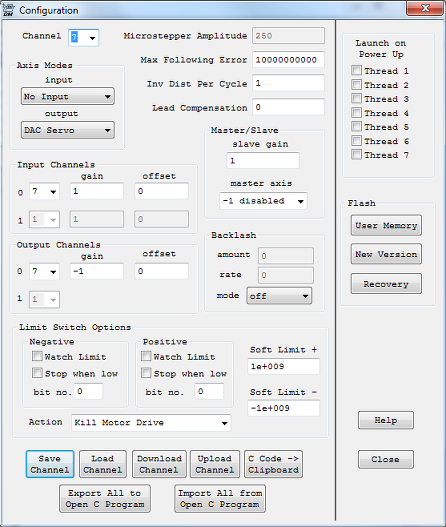 Configuration
Channel 7
Microstepper Amplitude 250
Max Following Error 10000000000
Inv Dist Per Cycle 1
Lead Compensation 0
Axis Modes
input
No Input
output
DAC Servo
Master/Slave
slave gain
1
master axis
-1 disabled
Input Channels
gain offset
0 7 1 0
1 1 1 0
Output Channels
gain offset
0 7 -1 0
1 1
Backlash
amount 0
rate 0
mode off
Limit Switch Options
Negative
Watch Limit
Stop when low
bit no. 0
Positive
Watch Limit
Stop when low
bit no. 0
Soft Limit +
1e+009
Soft Limit -
-1e+009
Action Kill Motor Drive
Save Channel
Load Channel
Download Channel
Upload Channel
C Code -> Clipboard
Export All to Open C Program
Import All from Open C Program
Launch on Power Up
Thread 1
Thread 2
Thread 3
Thread 4
Thread 5
Thread 6
Thread 7
Flash
User Memory
New Version
Recovery
Help
Close